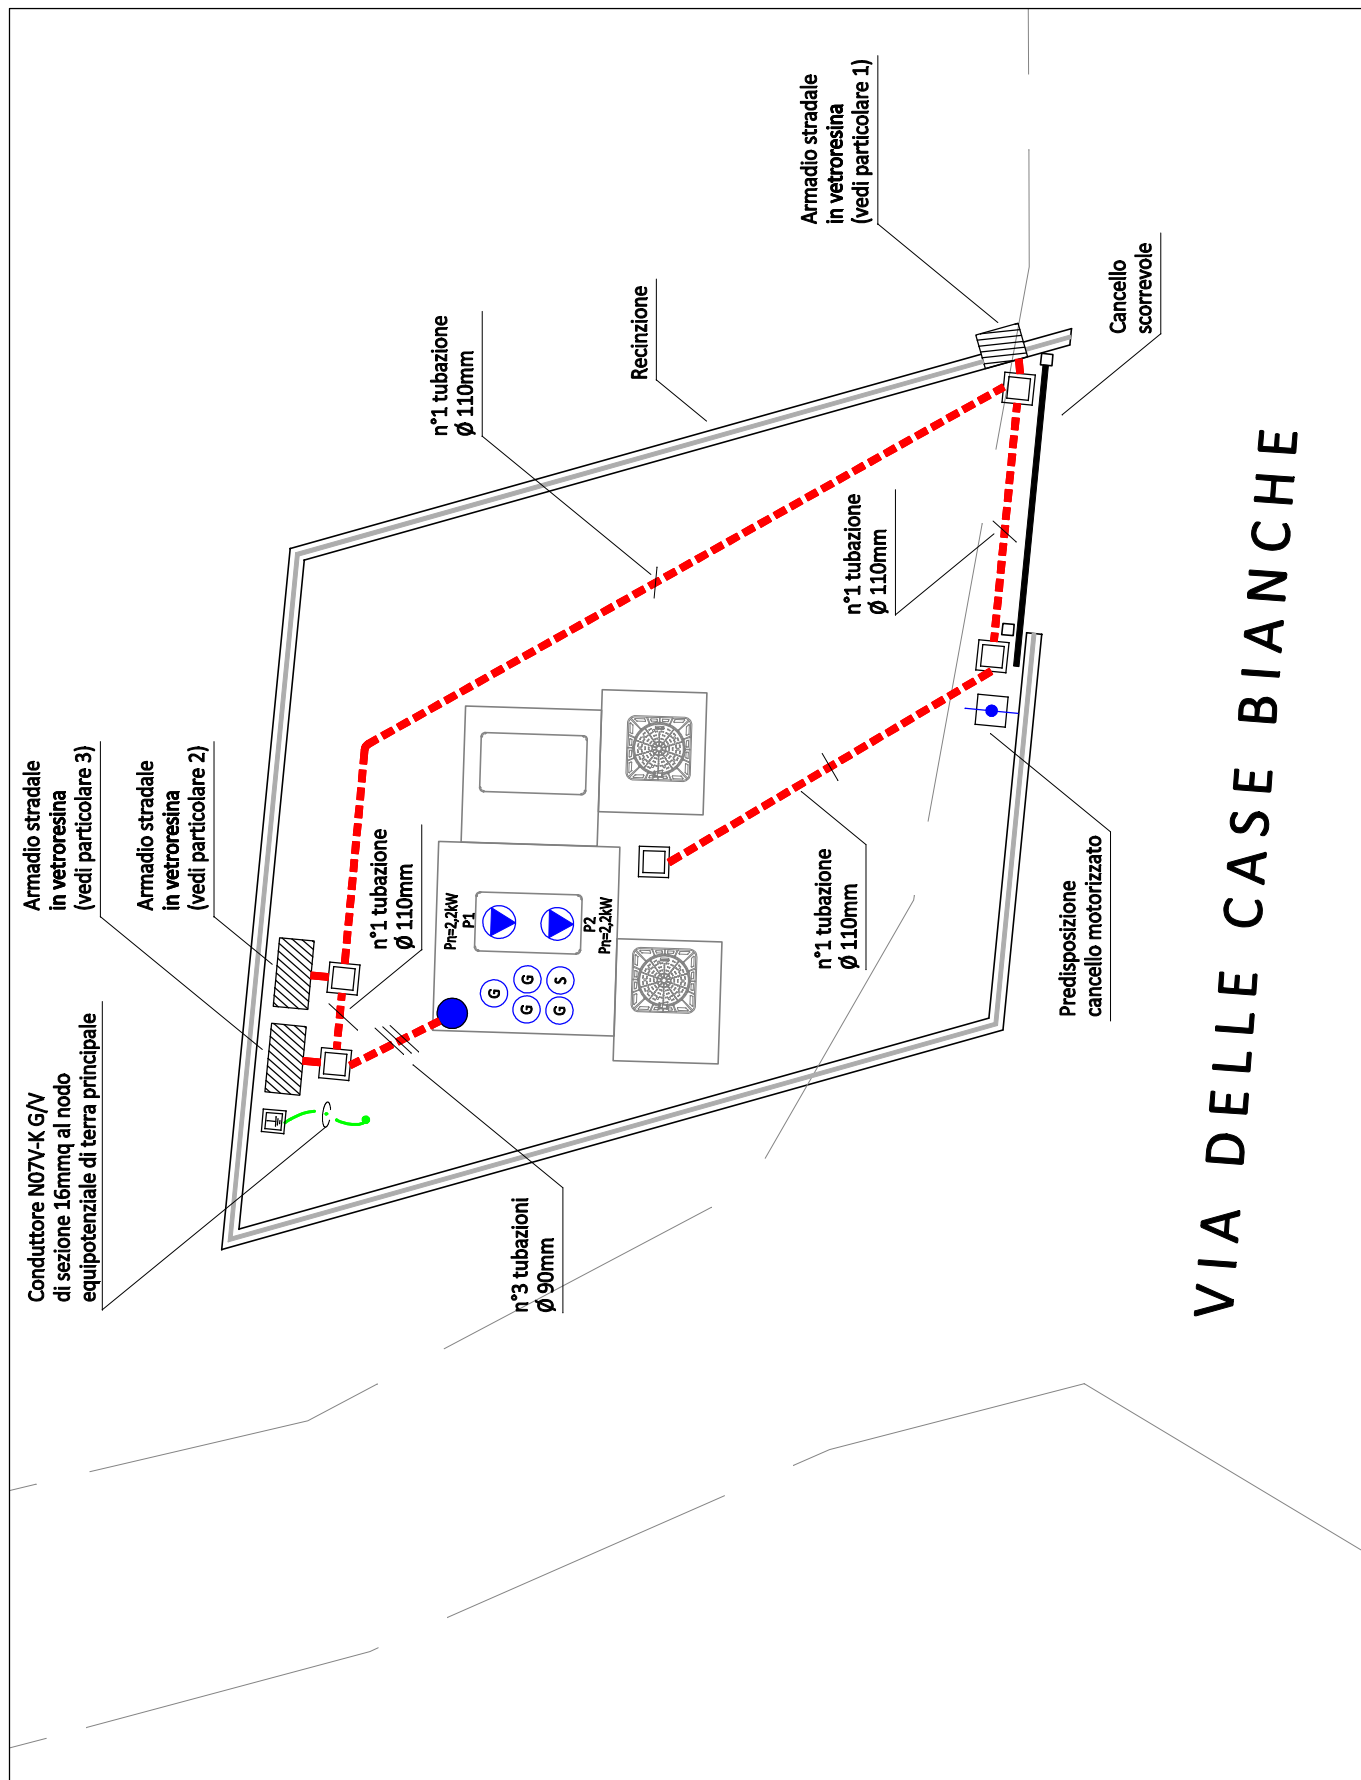 Conduttore N07V-K G/V
di sezione 16mmq al nodo
equipotenziale di terra principale
Armadio stradale
in vetroresina
(vedi particolare 3)
Armadio stradale
in vetroresina
(vedi particolare 2)
n°1 tubazione
Ø 110mm
n°1 tubazione
Ø 110mm
Recinzione
Armadio stradale
in vetroresina
(vedi particolare 1)
Cancello
scorrevole
n°1 tubazione
Ø 110mm
n°1 tubazione
Ø 110mm
Predisposizione
cancello motorizzato
n°3 tubazioni
Ø 90mm
Pn=2,2kW
P1
P2
Pn=2,2kW
G
G
G
G
S
VIA DELLE CASE BIANCHE